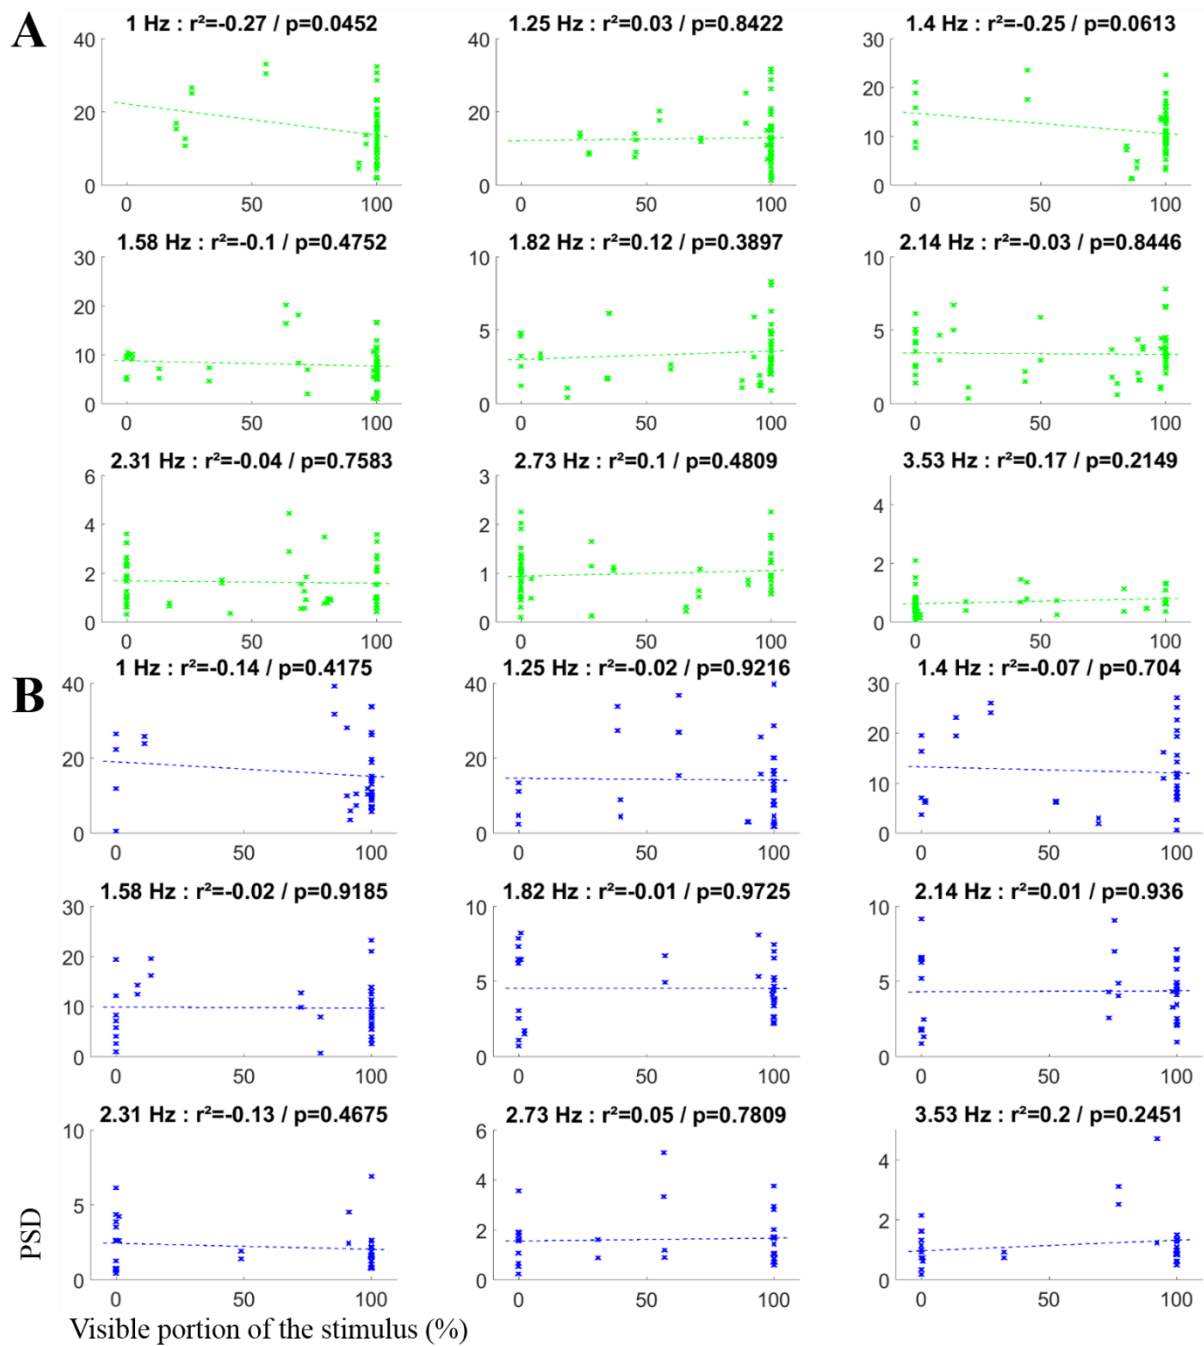 A
1 Hz : r²=-0.27 / p=0.0452
1.25 Hz : r²=0.03 / p=0.8422
1.4 Hz : r²=-0.25 / p=0.0613
40
20
0
0 50 100
40
20
0
0 50 100
30
20
10
0
0 50 100
1.58 Hz : r²=-0.1 / p=0.4752
1.82 Hz : r²=0.12 / p=0.3897
2.14 Hz : r²=-0.03 / p=0.8446
30
20
10
0
0 50 100
10
5
0
0 50 100
10
5
0
0 50 100
2.31 Hz : r²=-0.04 / p=0.7583
2.73 Hz : r²=0.1 / p=0.4809
3.53 Hz : r²=0.17 / p=0.2149
6
4
2
0
0 50 100
3
2
1
0
0 50 100
4
2
0
0 50 100
B
1 Hz : r²=-0.14 / p=0.4175
1.25 Hz : r²=-0.02 / p=0.9216
1.4 Hz : r²=-0.07 / p=0.704
40
20
0
0 50 100
40
20
0
0 50 100
30
20
10
0
0 50 100
1.58 Hz : r²=-0.02 / p=0.9185
1.82 Hz : r²=-0.01 / p=0.9725
2.14 Hz : r²=0.01 / p=0.936
30
20
10
0
0 50 100
10
5
0
0 50 100
10
5
0
0 50 100
2.31 Hz : r²=-0.13 / p=0.4675
2.73 Hz : r²=0.05 / p=0.7809
3.53 Hz : r²=0.2 / p=0.2451
10
5
0
0 50 100
6
4
2
0
0 50 100
4
2
0
0 50 100
PSD
Visible portion of the stimulus (%)